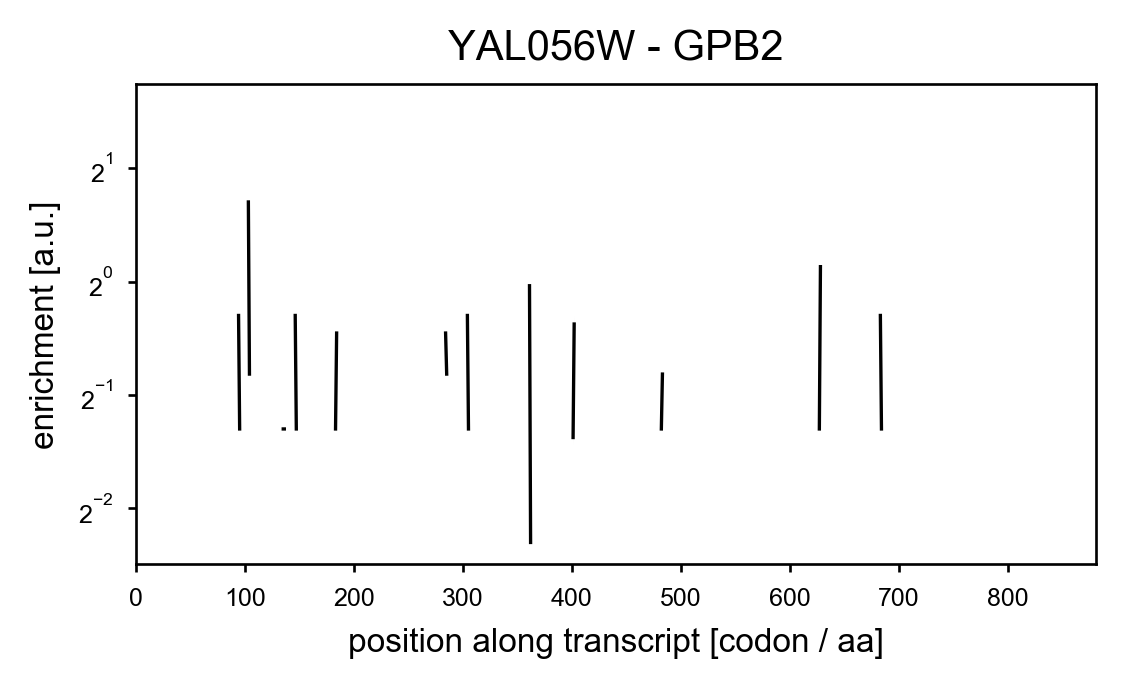 YAL056W - GPB2
enrichment [a.u.]
2^1
2^0
2^−1
2^−2
0 100 200 300 400 500 600 700 800
position along transcript [codon / aa]